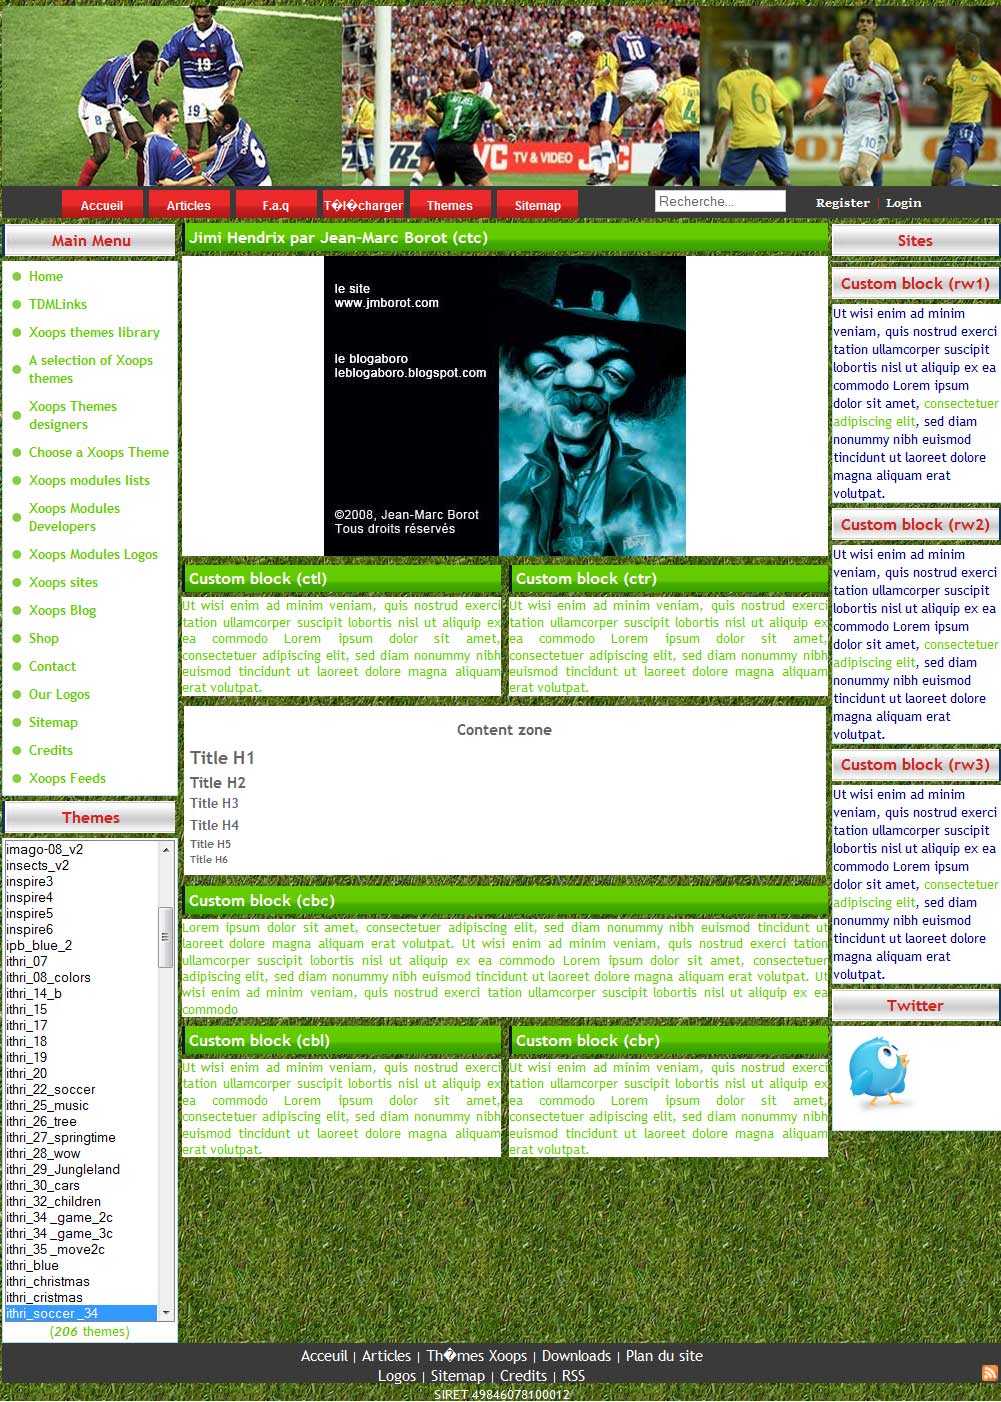 TV & VIDEO
Accueil
Articles
F.a.q
T�l�charger
Themes
Sitemap
Recherche...
Register | Login
Main Menu
Home
TDMLinks
Xoops themes library
A selection of Xoops
themes
Xoops Themes
designers
Choose a Xoops Theme
Xoops modules lists
Xoops Modules
Developers
Xoops Modules Logos
Xoops sites
Xoops Blog
Shop
Contact
Our Logos
Sitemap
Credits
Xoops Feeds
Themes
imago-08_v2
insects_v2
inspire3
inspire4
inspire5
inspire6
ipb_blue_2
ithri_07
ithri_08_colors
ithri_14_b
ithri_15
ithri_17
ithri_18
ithri_19
ithri_20
ithri_22_soccer
ithri_25_music
ithri_26_tree
ithri_27_springtime
ithri_28_wow
ithri_29_Jungleland
ithri_30_cars
ithri_32_children
ithri_34 _game_2c
ithri_34 _game_3c
ithri_35 _move2c
ithri_blue
ithri_christmas
ithri_cristmas
ithri_soccer _34
(206 themes)
Jimi Hendrix par Jean-Marc Borot (ctc)
le site
www.jmborot.com
le blogaboro
leblogaboro.blogspot.com
©2008, Jean-Marc Borot
Tous droits réservés
Custom block (ctl)
Ut wisi enim ad minim veniam, quis nostrud exerci
tation ullamcorper suscipit lobortis nisl ut aliquip ex
ea commodo Lorem ipsum dolor sit amet,
consectetuer adipiscing elit, sed diam nonummy nibh
euismod tincidunt ut laoreet dolore magna aliquam
erat volutpat.
Custom block (ctr)
Ut wisi enim ad minim veniam, quis nostrud exerci
tation ullamcorper suscipit lobortis nisl ut aliquip ex
ea commodo Lorem ipsum dolor sit amet,
consectetuer adipiscing elit, sed diam nonummy nibh
euismod tincidunt ut laoreet dolore magna aliquam
erat volutpat.
Content zone
Title H1
Title H2
Title H3
Title H4
Title H5
Title H6
Custom block (cbc)
Lorem ipsum dolor sit amet, consectetuer adipiscing elit, sed diam nonummy nibh euismod tincidunt ut
laoreet dolore magna aliquam erat volutpat. Ut wisi enim ad minim veniam, quis nostrud exerci tation
ullamcorper suscipit lobortis nisl ut aliquip ex ea commodo Lorem ipsum dolor sit amet, consectetuer
adipiscing elit, sed diam nonummy nibh euismod tincidunt ut laoreet dolore magna aliquam erat volutpat. Ut
wisi enim ad minim veniam, quis nostrud exerci tation ullamcorper suscipit lobortis nisl ut aliquip ex ea
commodo
Custom block (cbl)
Ut wisi enim ad minim veniam, quis nostrud exerci
tation ullamcorper suscipit lobortis nisl ut aliquip ex
ea commodo Lorem ipsum dolor sit amet,
consectetuer adipiscing elit, sed diam nonummy nibh
euismod tincidunt ut laoreet dolore magna aliquam
erat volutpat.
Custom block (cbr)
Ut wisi enim ad minim veniam, quis nostrud exerci
tation ullamcorper suscipit lobortis nisl ut aliquip ex
ea commodo Lorem ipsum dolor sit amet,
consectetuer adipiscing elit, sed diam nonummy nibh
euismod tincidunt ut laoreet dolore magna aliquam
erat volutpat.
Sites
Custom block (rw1)
Ut wisi enim ad minim
veniam, quis nostrud exerci
tation ullamcorper suscipit
lobortis nisl ut aliquip ex ea
commodo Lorem ipsum
dolor sit amet, consectetuer
adipiscing elit, sed diam
nonummy nibh euismod
tincidunt ut laoreet dolore
magna aliquam erat
volutpat.
Custom block (rw2)
Ut wisi enim ad minim
veniam, quis nostrud exerci
tation ullamcorper suscipit
lobortis nisl ut aliquip ex ea
commodo Lorem ipsum
dolor sit amet, consectetuer
adipiscing elit, sed diam
nonummy nibh euismod
tincidunt ut laoreet dolore
magna aliquam erat
volutpat.
Custom block (rw3)
Ut wisi enim ad minim
veniam, quis nostrud exerci
tation ullamcorper suscipit
lobortis nisl ut aliquip ex ea
commodo Lorem ipsum
dolor sit amet, consectetuer
adipiscing elit, sed diam
nonummy nibh euismod
tincidunt ut laoreet dolore
magna aliquam erat
volutpat.
Twitter
Acceuil | Articles | Th�mes Xoops | Downloads | Plan du site
Logos | Sitemap | Credits | RSS
SIRET 49846078100012